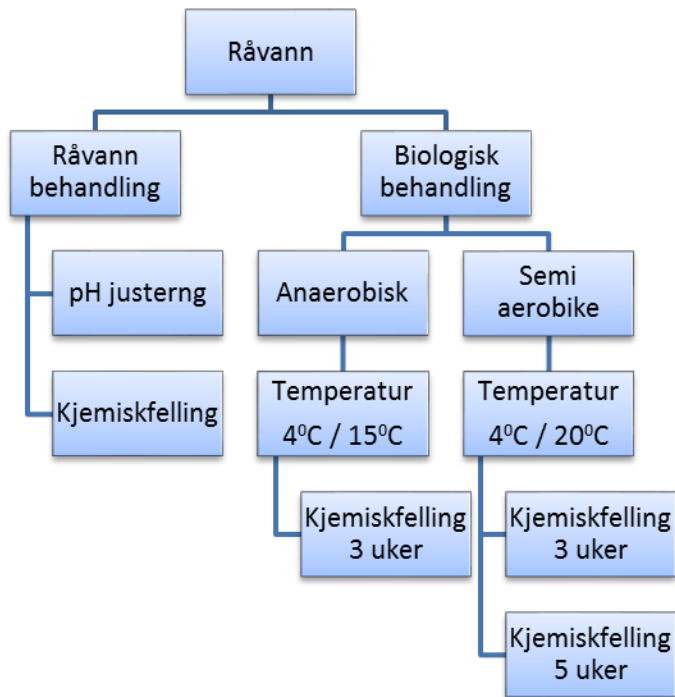 Råvann
Råvann
behandling
Biologisk
behandling
pH justerng
Anaerobisk
Semi
aerobike
Kjemiskfelling
Temperatur
4⁰C / 15⁰C
Temperatur
4⁰C / 20⁰C
Kjemiskfelling
3 uker
Kjemiskfelling
3 uker
Kjemiskfelling
5 uker